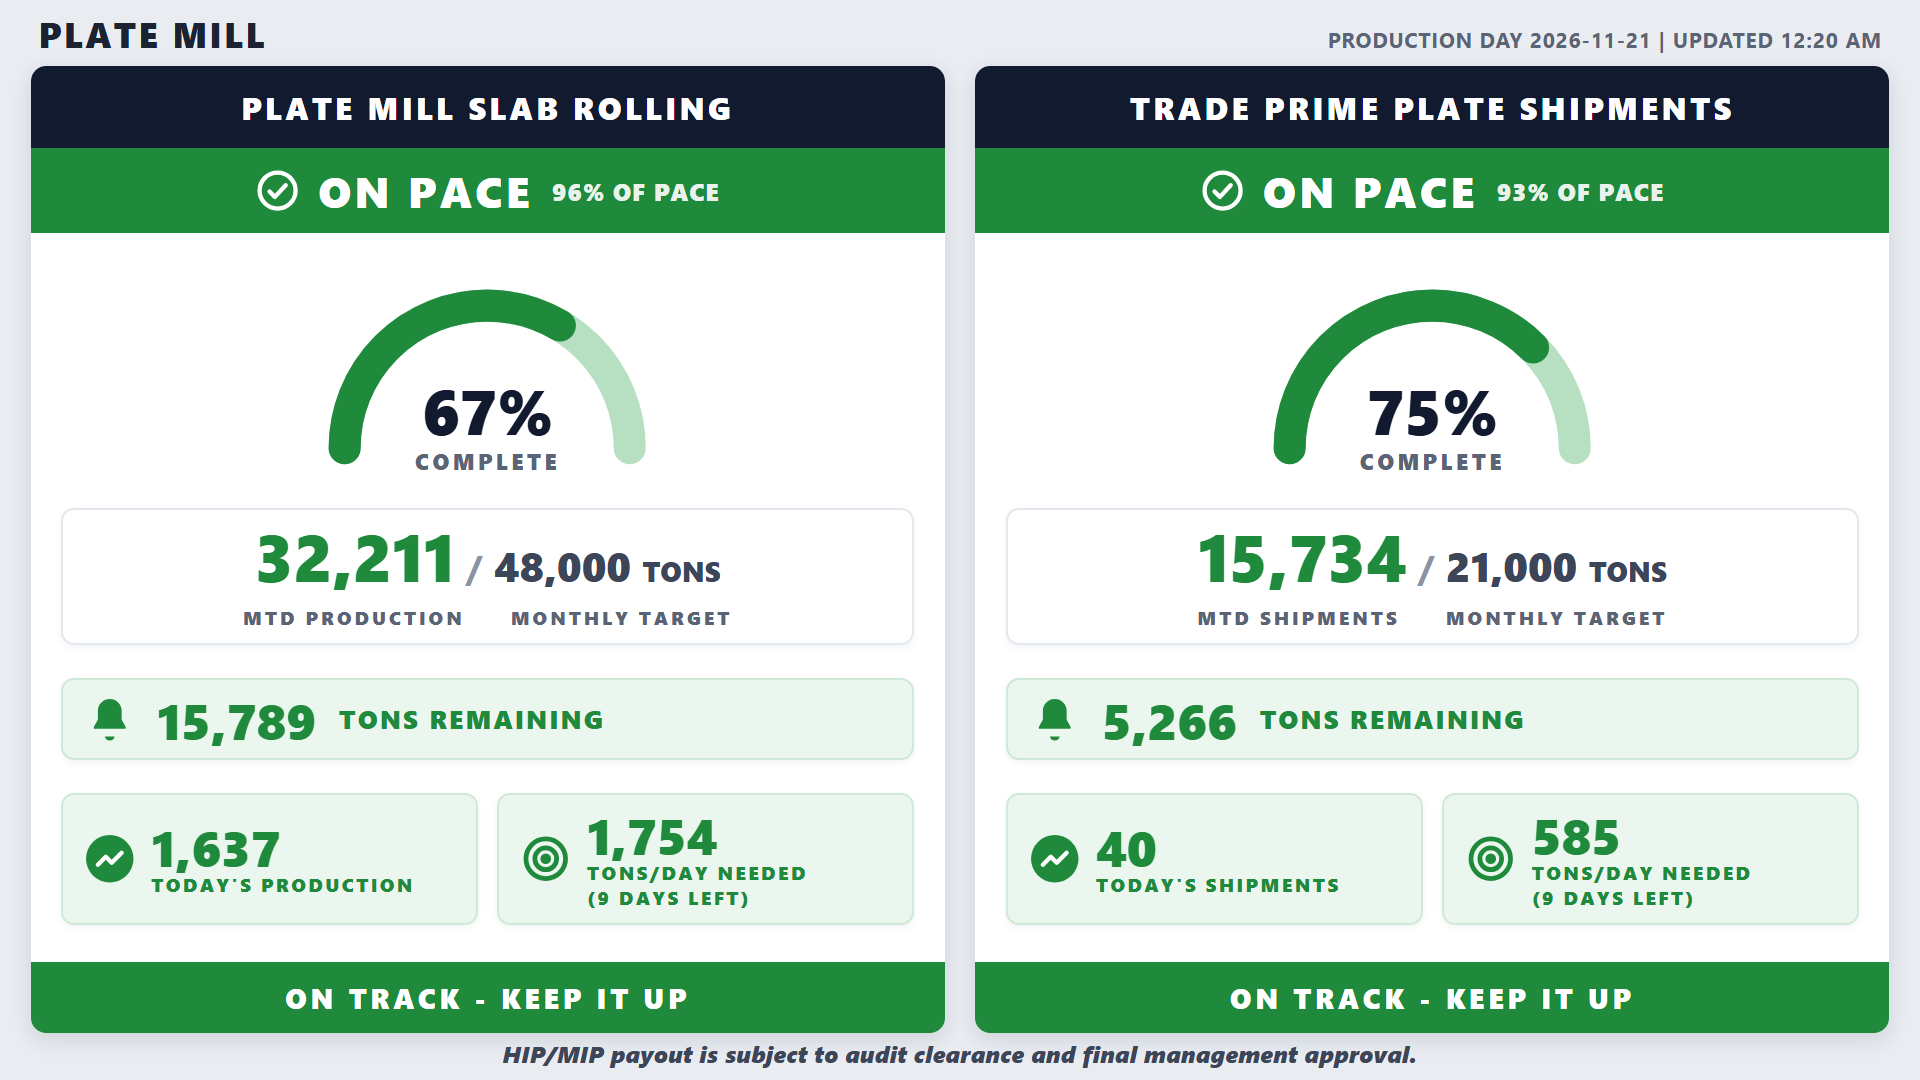 PLATE MILL
PRODUCTION DAY 2026-11-21 | UPDATED 12:20 AM
PLATE MILL SLAB ROLLING
ON PACE 96% OF PACE
67%
COMPLETE
32,211 / 48,000 TONS
MTD PRODUCTION MONTHLY TARGET
15,789 TONS REMAINING
1,637
TODAY'S PRODUCTION
1,754
TONS/DAY NEEDED
(9 DAYS LEFT)
ON TRACK - KEEP IT UP
TRADE PRIME PLATE SHIPMENTS
ON PACE 93% OF PACE
75%
COMPLETE
15,734 / 21,000 TONS
MTD SHIPMENTS MONTHLY TARGET
5,266 TONS REMAINING
40
TODAY'S SHIPMENTS
585
TONS/DAY NEEDED
(9 DAYS LEFT)
ON TRACK - KEEP IT UP
HIP/MIP payout is subject to audit clearance and final management approval.